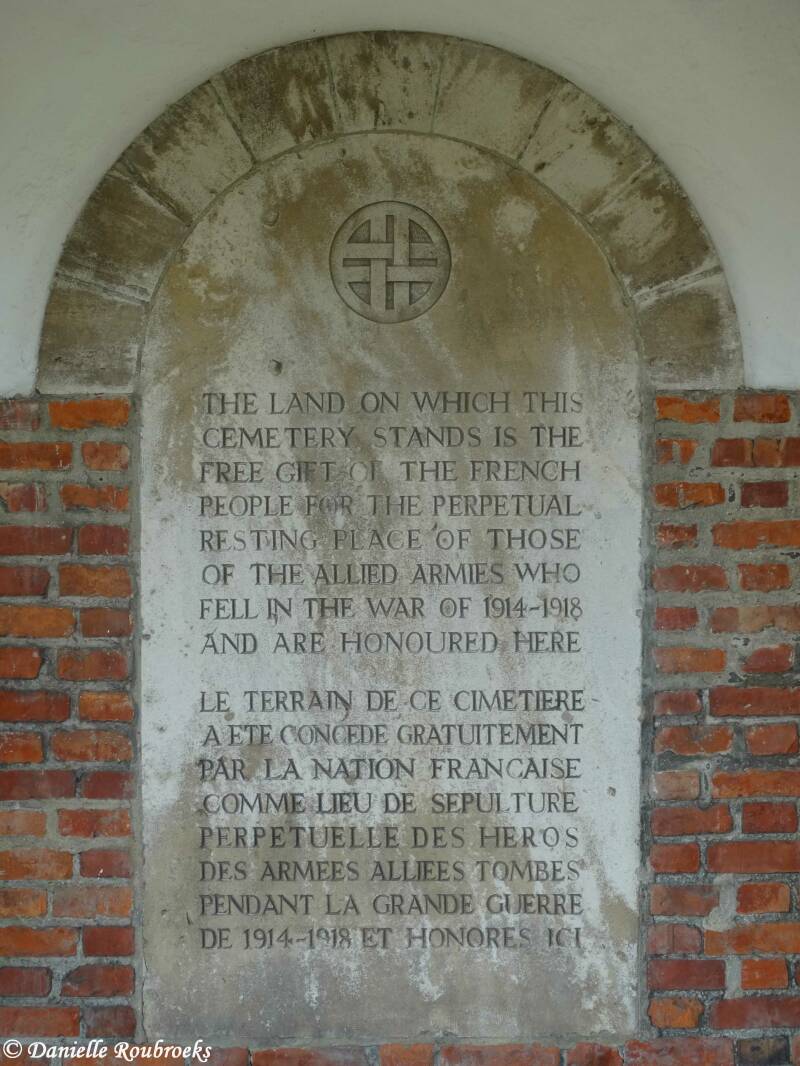 THE LAND ON WHICH THIS
CEMETERY STANDS IS THE
FREE GIFT OF THE FRENCH
PEOPLE FOR THE PERPETUAL
RESTING PLACE OF THOSE
OF THE ALLIED ARMIES WHO
FELL IN THE WAR OF 1914-1918
AND ARE HONOURED HERE
LE TERRAIN DE CE CIMETIERE
A ETE CONCEDE GRATUITEMENT
PAR LA NATION FRANCAISE
COMME LIEU DE SEPULTURE
PERPETUELLE DES HEROS
DES ARMEES ALLIEES TOMBES
PENDANT LA GRANDE GUERRE
DE 1914-1918 ET HONORES ICI
© Danielle Roubroeks